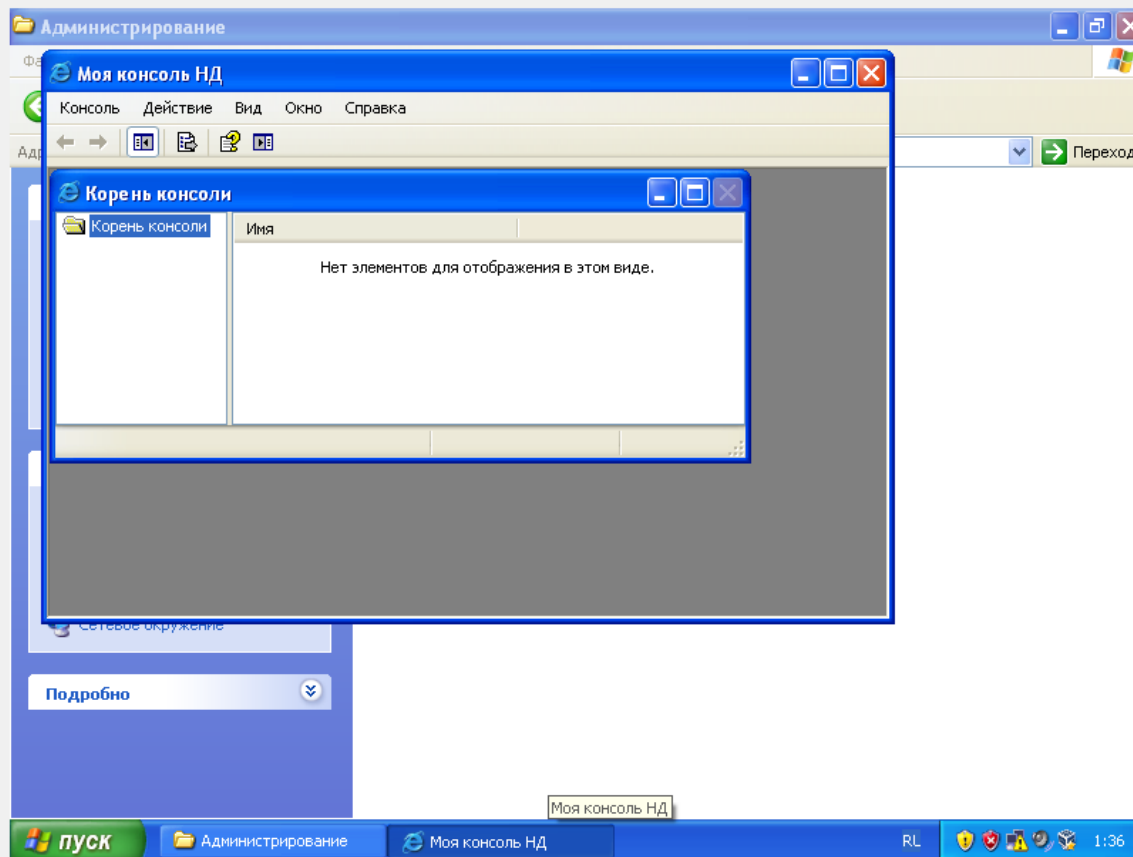 Администрирование
Моя консоль НД
Консоль Действие Вид Окно Справка
Переход
Корень консоли
Корень консоли
Имя
Нет элементов для отображения в этом виде.
Сетевое окружение
Подробно
Моя консоль НД
пуск
Администрирование
Моя консоль НД
RL
1:36